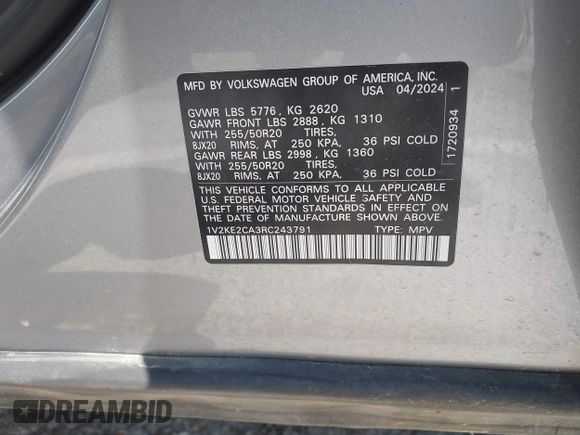 MFD BY VOLKSWAGEN GROUP OF AMERICA, INC.
USA 04/2024
GVWR LBS 5776, KG 2620
GAWR FRONT LBS 2888, KG 1310
WITH 255/50R20 TIRES,
8JX20 RIMS, AT 250 KPA, 36 PSI COLD
GAWR REAR LBS 2998, KG 1360
WITH 255/50R20 TIRES,
8JX20 RIMS, AT 250 KPA, 36 PSI COLD
THIS VEHICLE CONFORMS TO ALL APPLICABLE
U.S. FEDERAL MOTOR VEHICLE SAFETY AND THEFT
PREVENTION STANDARDS IN EFFECT ON
THE DATE OF MANUFACTURE SHOWN ABOVE.
1V2KE2CA3RC243791 TYPE: MPV
1720934 1
DREAMBID